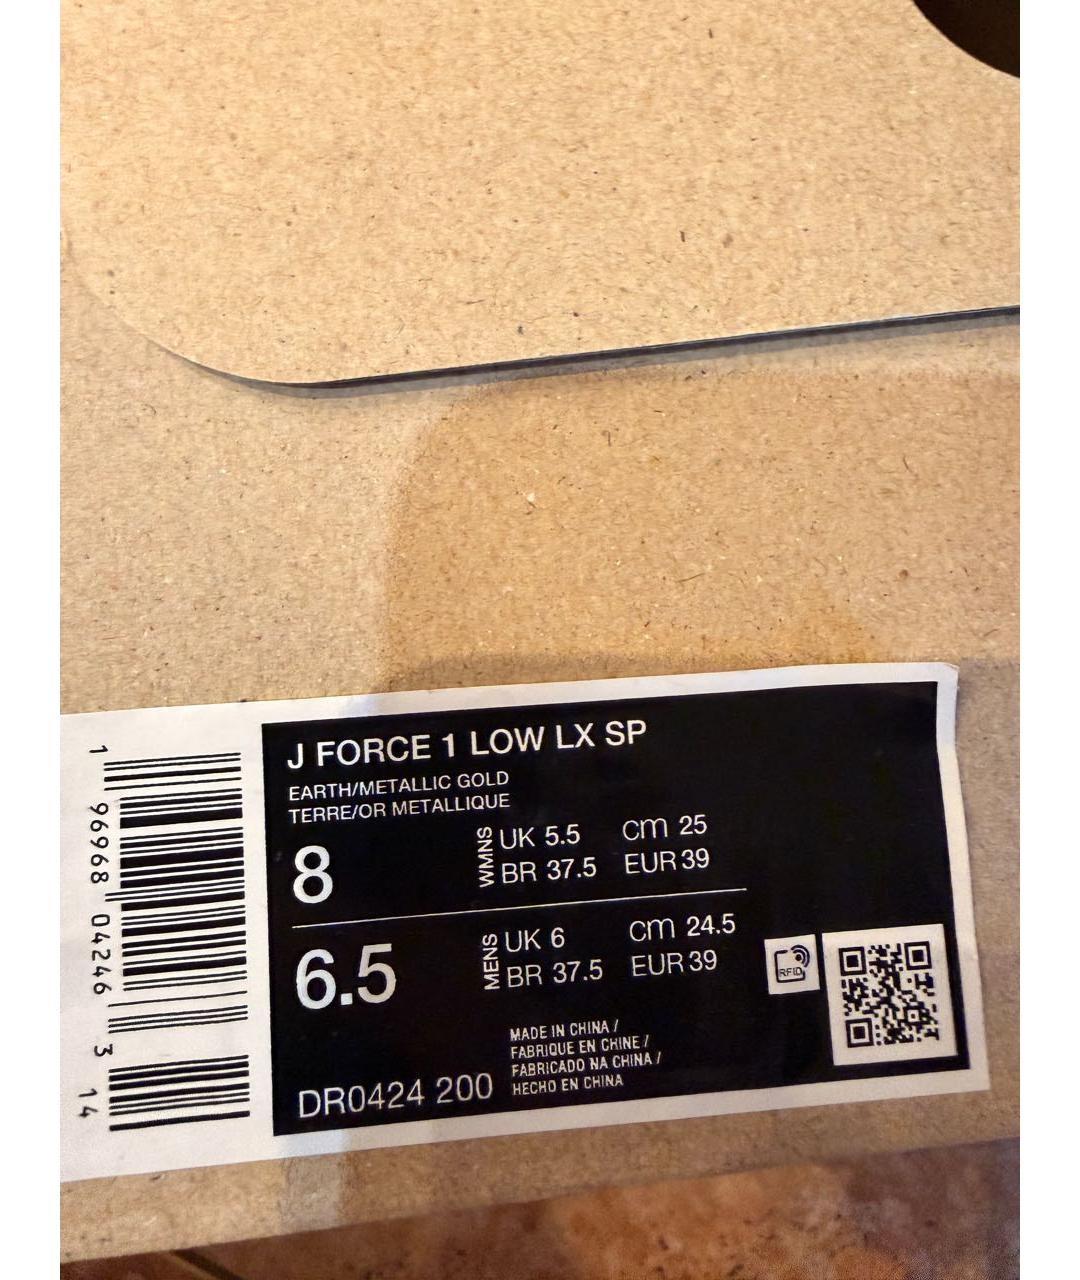 J FORCE 1 LOW LX SP
EARTH/METALLIC GOLD
TERRE/OR METALLIQUE
8
WMNS
UK 5.5 cm 25
BR 37.5 EUR 39
6.5
MENS
UK 6 cm 24.5
BR 37.5 EUR 39
RFID
MADE IN CHINA /
FABRIQUE EN CHINE /
FABRICADO NA CHINA /
HECHO EN CHINA
DR0424 200
1 96968 04246 3 14